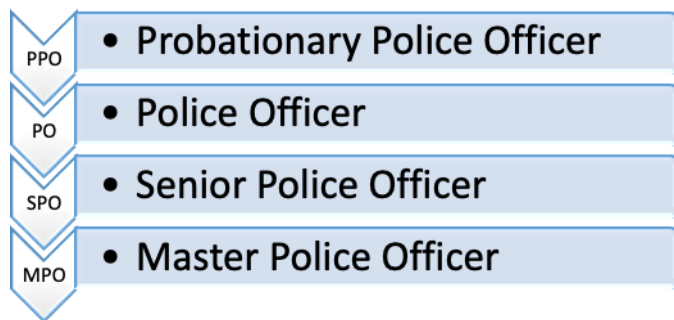 PPO
• Probationary Police Officer
PO
• Police Officer
SPO
• Senior Police Officer
MPO
• Master Police Officer